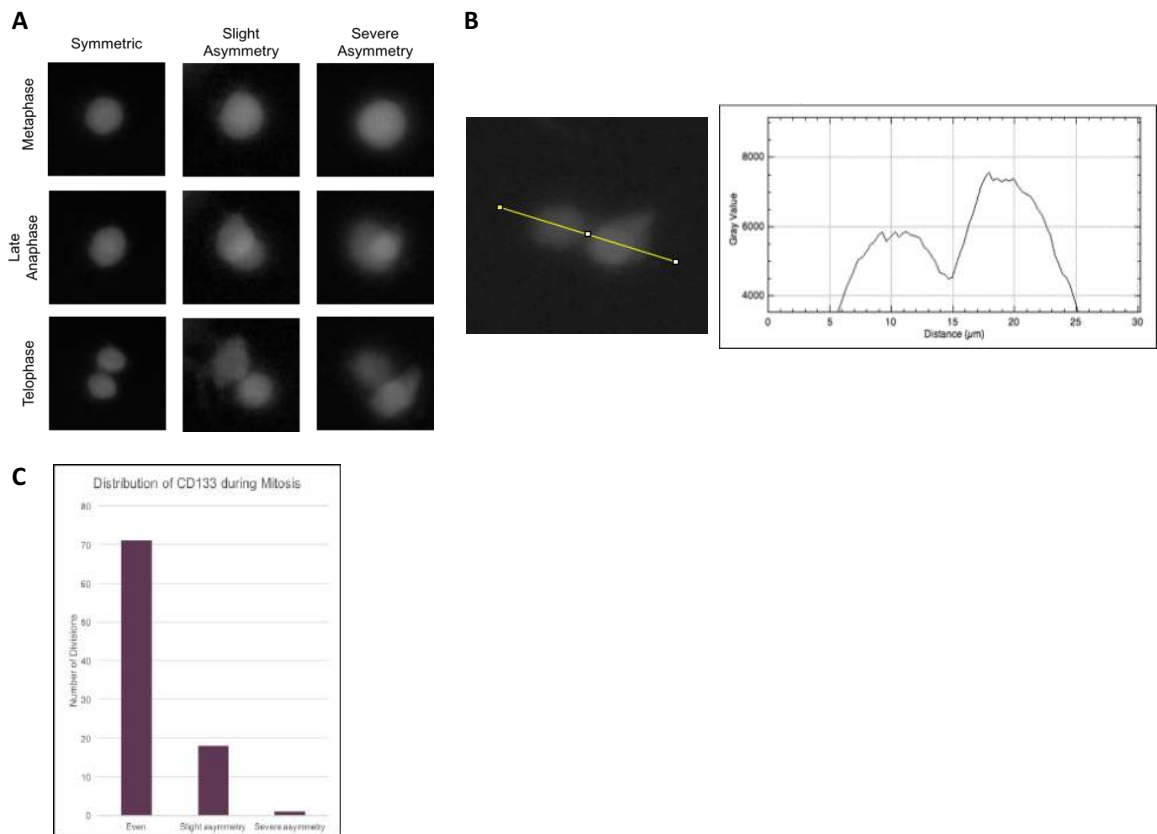 A
Symmetric
Slight
Asymmetry
Severe
Asymmetry
Metaphase
Late
Anaphase
Telophase
B
8000
6000
4000
Gray Value
0
5
10
15
20
25
30
Distance (µm)
C
Distribution of CD133 during Mitosis
80
70
60
50
40
30
20
10
0
Number of Divisions
Even
Slight asymmetry
Severe asymmetry